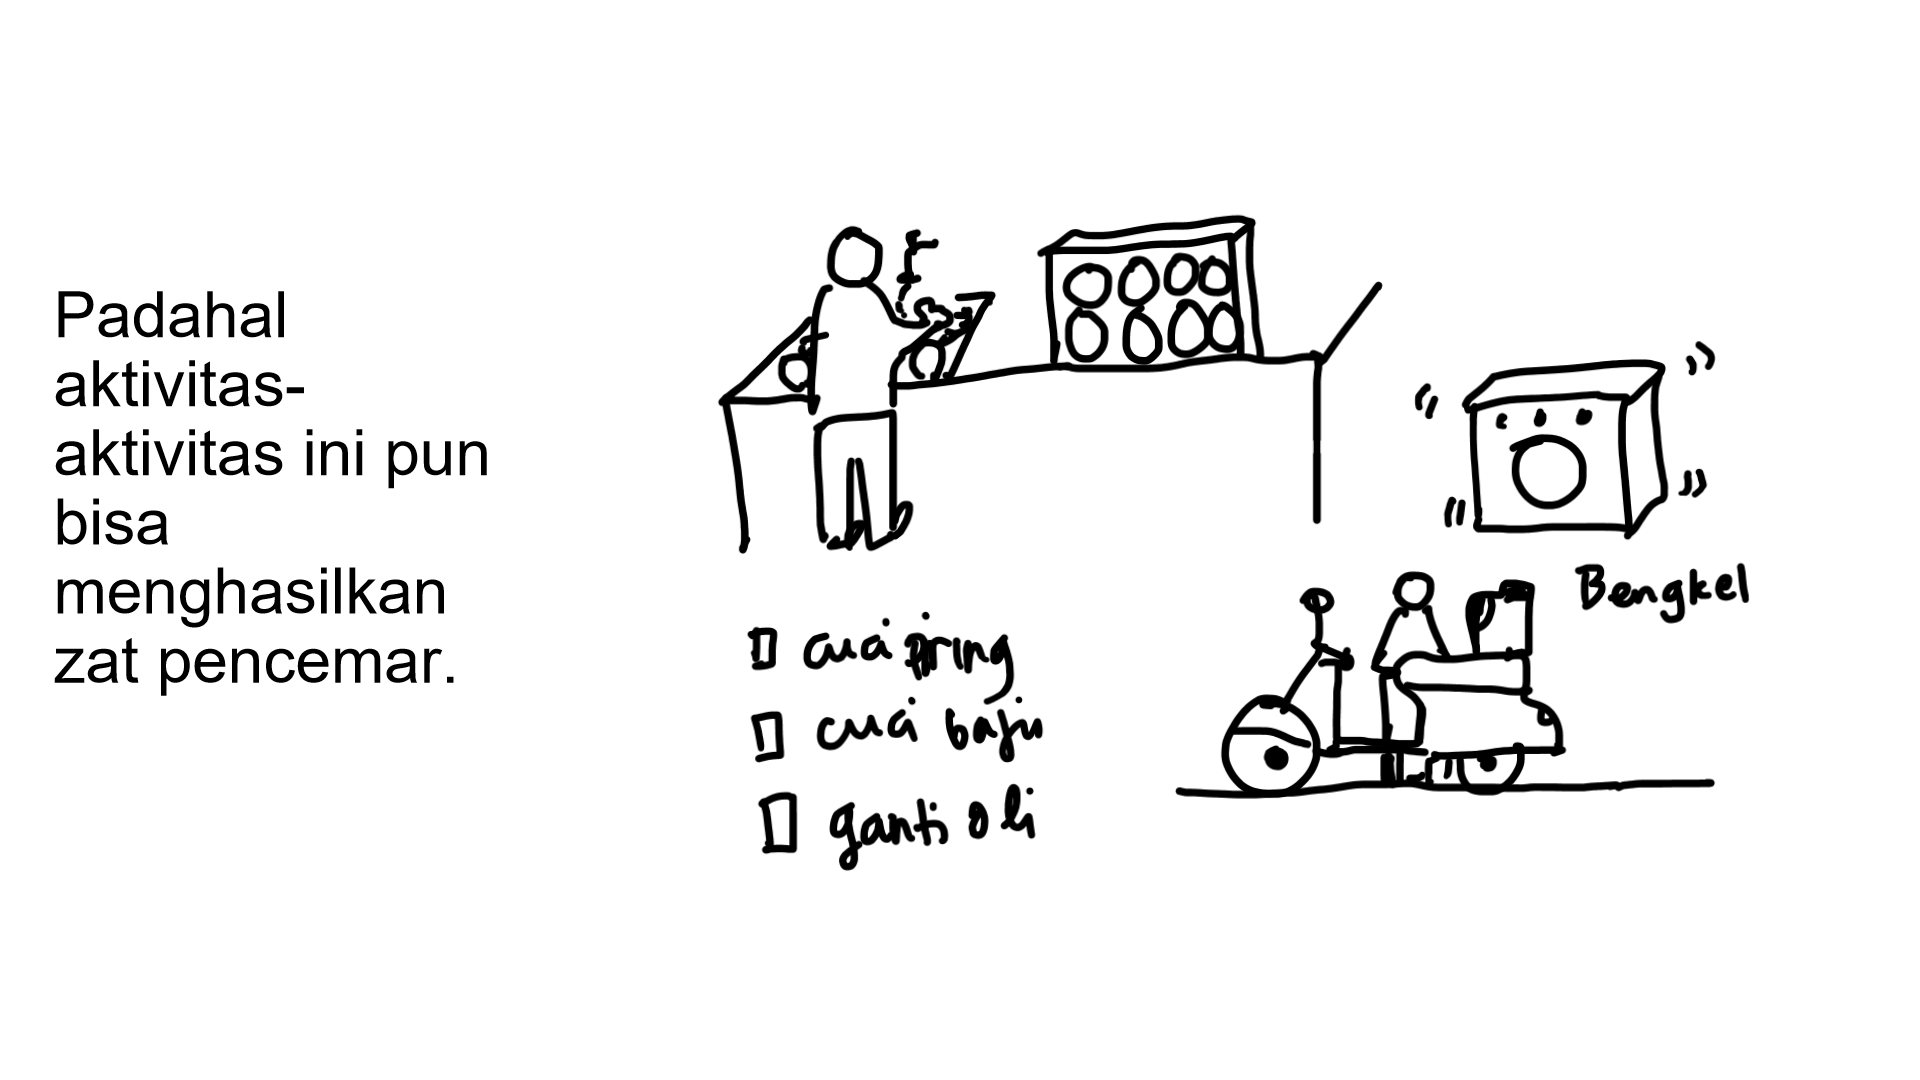 Padahal
aktivitas-
aktivitas ini pun
bisa
menghasilkan
zat pencemar.
Bengkel
cuci piring
cuci baju
ganti oli